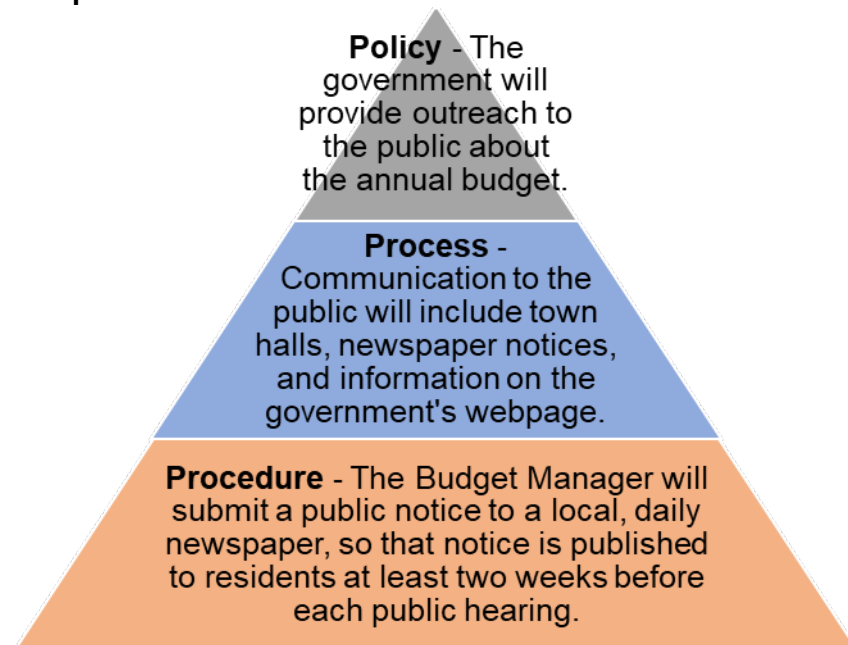 Policy - The
government will
provide outreach to
the public about
the annual budget.
Process -
Communication to the
public will include town
halls, newspaper notices,
and information on the
government's webpage.
Procedure - The Budget Manager will
submit a public notice to a local, daily
newspaper, so that notice is published
to residents at least two weeks before
each public hearing.